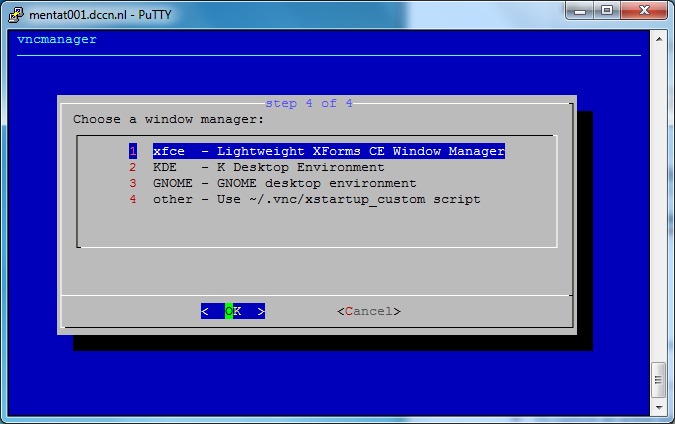 mentat001.dccn.nl - PuTTY
vncmanager
step 4 of 4
Choose a window manager:
1 xfce - Lightweight XForms CE Window Manager
2 KDE - K Desktop Environment
3 GNOME - GNOME desktop environment
4 other - Use ~/.vnc/xstartup_custom script
< OK > <Cancel>